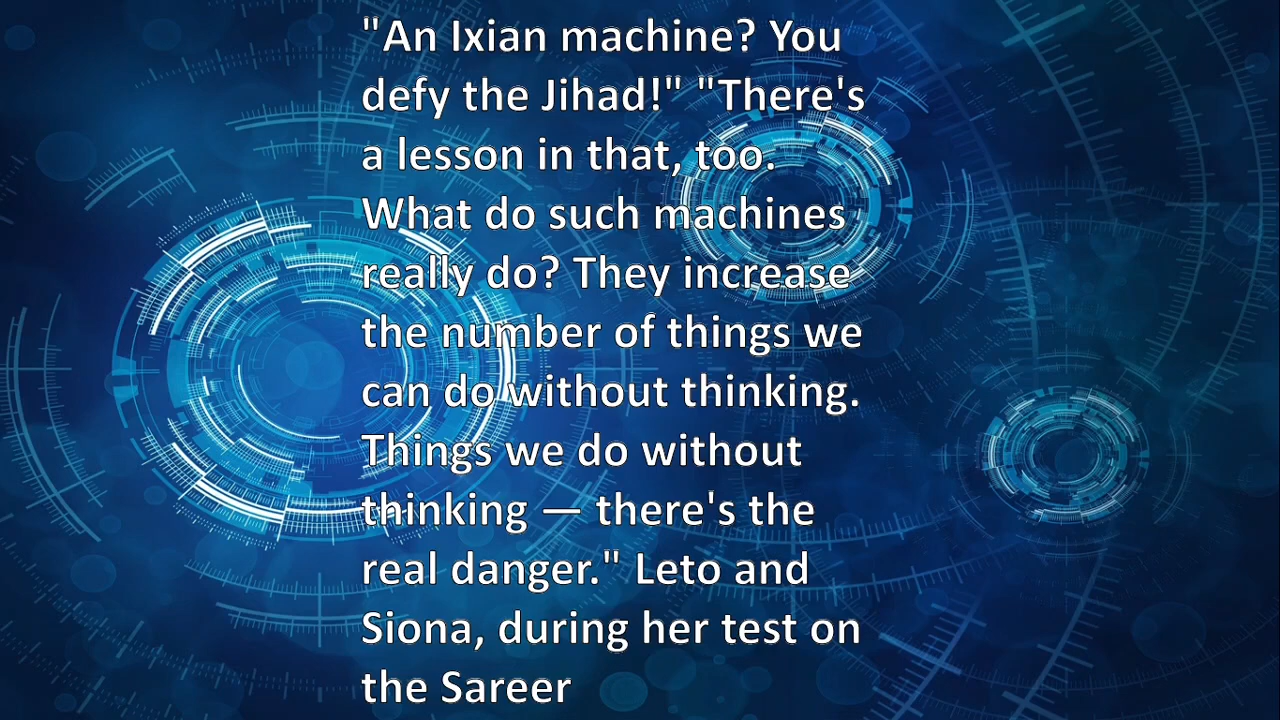 "An Ixian machine? You
defy the Jihad!" "There's
a lesson in that, too.
What do such machines
really do? They increase
the number of things we
can do without thinking.
Things we do without
thinking — there's the
real danger." Leto and
Siona, during her test on
the Sareer